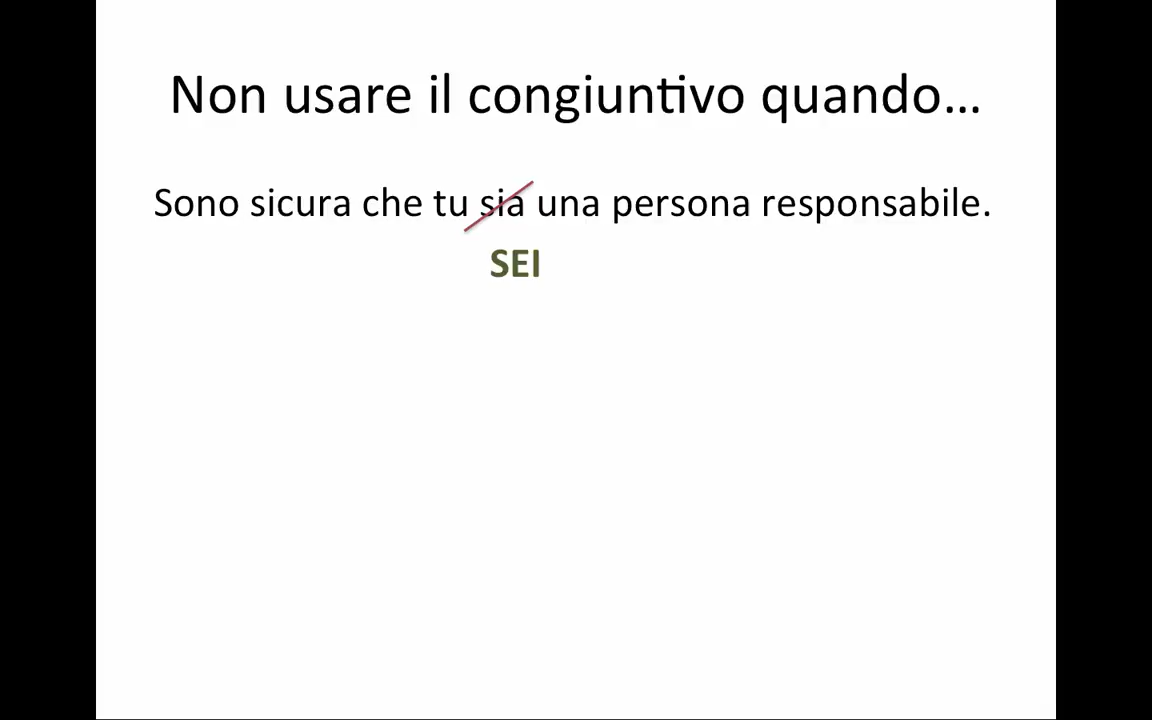 Non usare il congiuntivo quando…
Sono sicura che tu sia una persona responsabile.
SEI